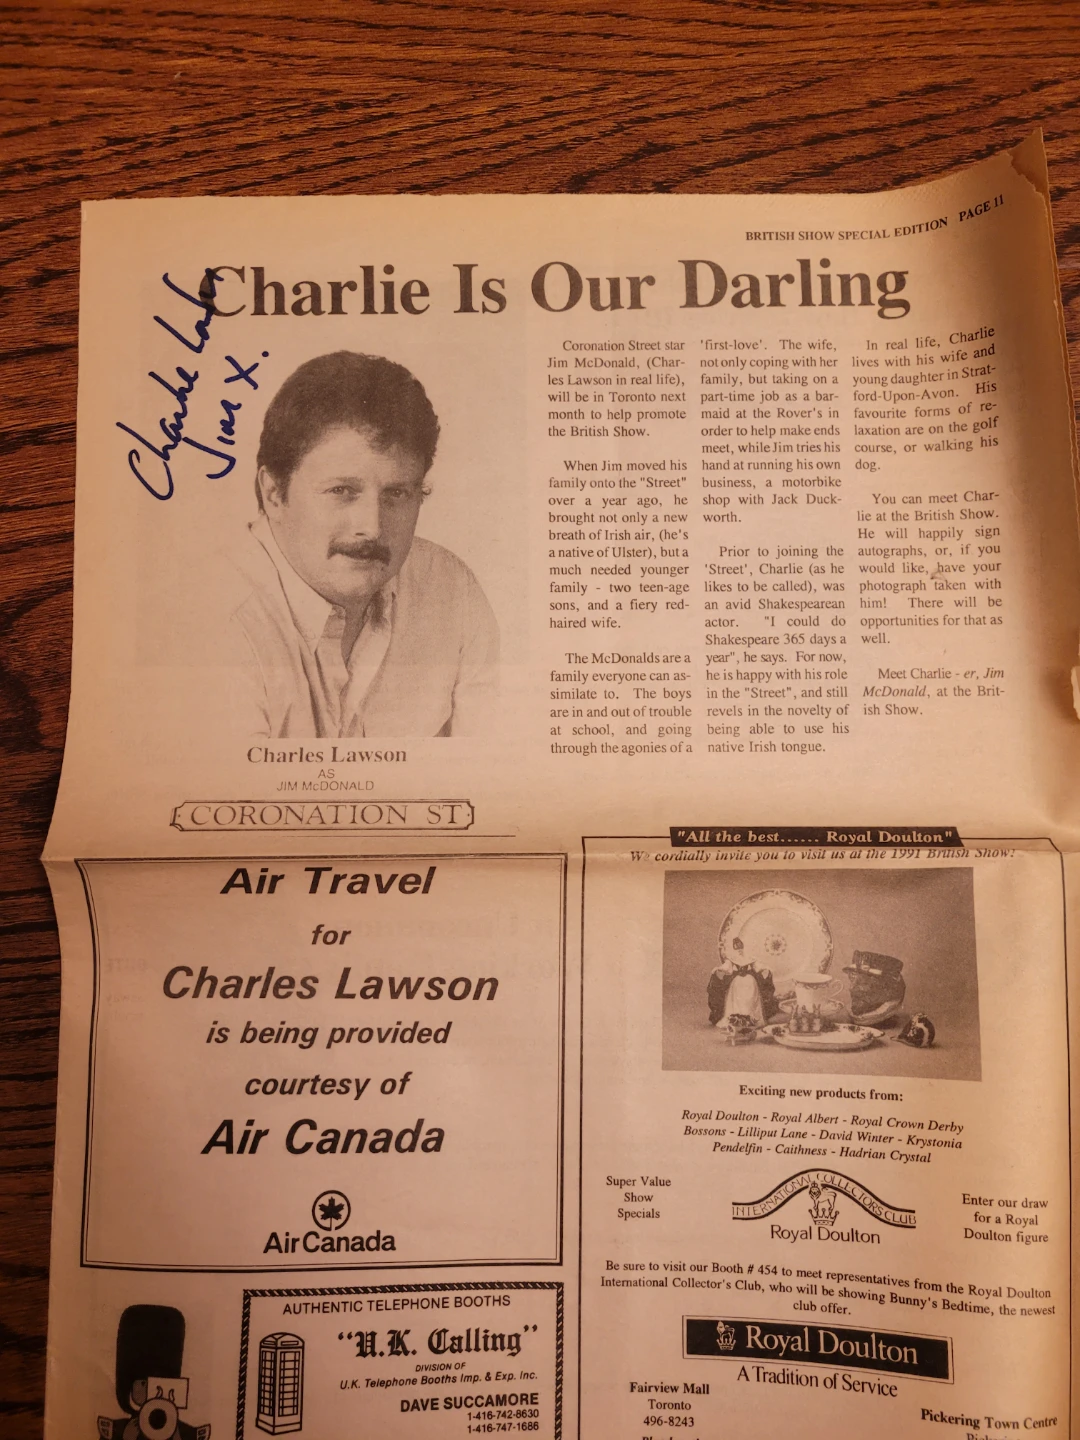 BRITISH SHOW SPECIAL EDITION PAGE 11
Charlie Is Our Darling
Charlie Lawson
Jim X.
Charles Lawson
AS
JIM McDONALD
CORONATION ST
Coronation Street star
Jim McDonald, (Char-
les Lawson in real life),
will be in Toronto next
month to help promote
the British Show.
When Jim moved his
family onto the "Street"
over a year ago, he
brought not only a new
breath of Irish air, (he's
a native of Ulster), but a
much needed younger
family - two teen-age
sons, and a fiery red-
haired wife.
The McDonalds are a
family everyone can as-
similate to. The boys
are in and out of trouble
at school, and going
through the agonies of a
'first-love'. The wife,
not only coping with her
family, but taking on a
part-time job as a bar-
maid at the Rover's in
order to help make ends
meet, while Jim tries his
hand at running his own
business, a motorbike
shop with Jack Duck-
worth.
Prior to joining the
'Street', Charlie (as he
likes to be called), was
an avid Shakespearean
actor. "I could do
Shakespeare 365 days a
year", he says. For now,
he is happy with his role
in the "Street", and still
revels in the novelty of
being able to use his
native Irish tongue.
In real life, Charlie
lives with his wife and
young daughter in Strat-
ford-Upon-Avon. His
favourite forms of re-
laxation are on the golf
course, or walking his
dog.
You can meet Char-
lie at the British Show.
He will happily sign
autographs, or, if you
would like, have your
photograph taken with
him! There will be
opportunities for that as
well.
Meet Charlie - er, Jim
McDonald, at the Brit-
ish Show.
Air Travel
for
Charles Lawson
is being provided
courtesy of
Air Canada
Air Canada
AUTHENTIC TELEPHONE BOOTHS
"U.K. Calling"
DIVISION OF
U.K. Telephone Booths Imp. & Exp. Inc.
DAVE SUCCAMORE
1-416-742-8630
1-416-747-1686
"All the best...... Royal Doulton"
We cordially invite you to visit us at the 1991 British Show!
Exciting new products from:
Royal Doulton - Royal Albert - Royal Crown Derby
Bossons - Lilliput Lane - David Winter - Krystonia
Pendelfin - Caithness - Hadrian Crystal
Super Value
Show
Specials
INTERNATIONAL COLLECTORS CLUB
Royal Doulton
Enter our draw
for a Royal
Doulton figure
Be sure to visit our Booth # 454 to meet representatives from the Royal Doulton
International Collector's Club, who will be showing Bunny's Bedtime, the newest
club offer.
Royal Doulton
A Tradition of Service
Fairview Mall
Toronto
496-8243
Pickering Town Centre